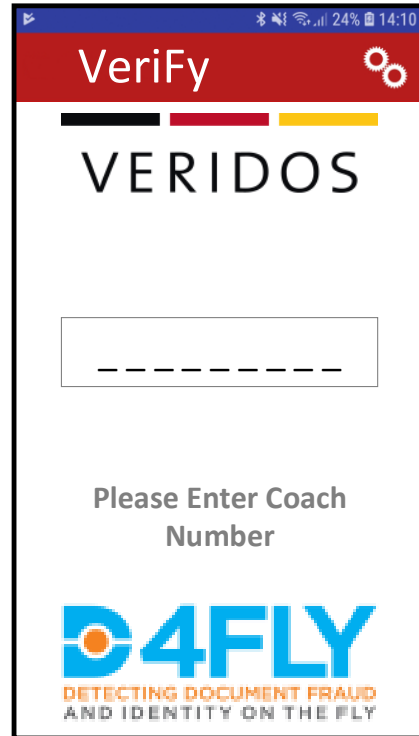 24% 14:10
VeriFy
VERIDOS
_ _ _ _ _ _ _ _ _
Please Enter Coach
Number
D4FLY
DETECTING DOCUMENT FRAUD
AND IDENTITY ON THE FLY